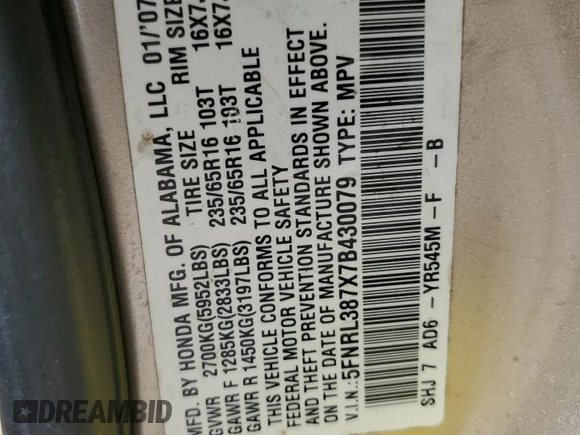 MFD. BY HONDA MFG. OF ALABAMA, LLC 01/'07
TIRE SIZE RIM SIZE
GVWR 2700KG(5952LBS)
GAWR F 1285KG(2833LBS) 235/65R16 103T 16X7
GAWR R 1450KG(3197LBS) 235/65R16 103T 16X7
THIS VEHICLE CONFORMS TO ALL APPLICABLE
FEDERAL MOTOR VEHICLE SAFETY
AND THEFT PREVENTION STANDARDS IN EFFECT
ON THE DATE OF MANUFACTURE SHOWN ABOVE.
V.I.N.:5FNRL387X7B430079 TYPE: MPV
SHJ 7 AD6 - YR545M - F - B
DREAMBID